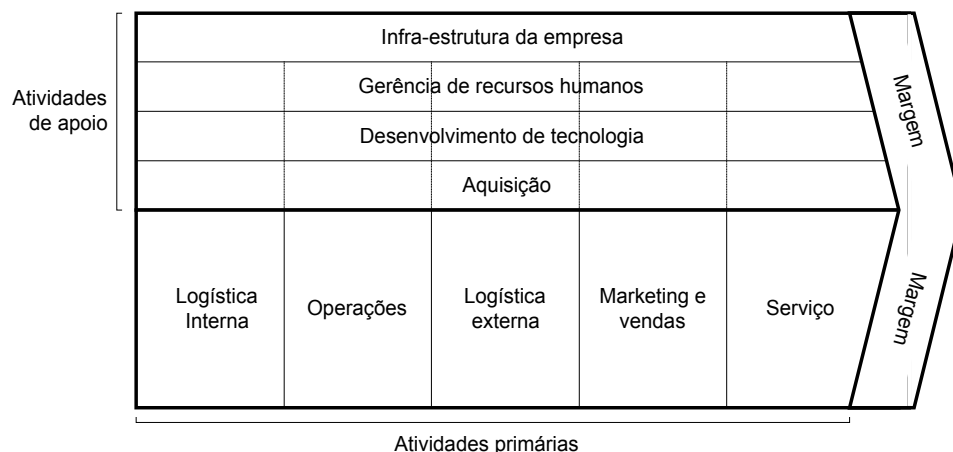 Infra-estrutura da empresa
Gerência de recursos humanos
Desenvolvimento de tecnologia
Aquisição
Atividades
de apoio
Margem
Logística
Interna
Operações
Logística
externa
Marketing e
vendas
Serviço
Margem
Atividades primárias